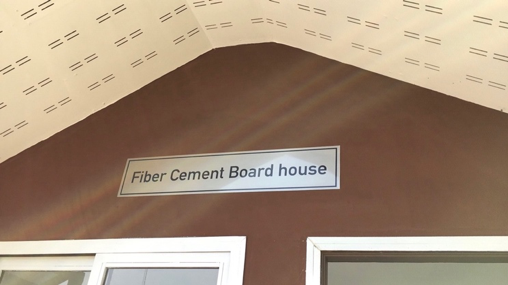 Fiber Cement Board house